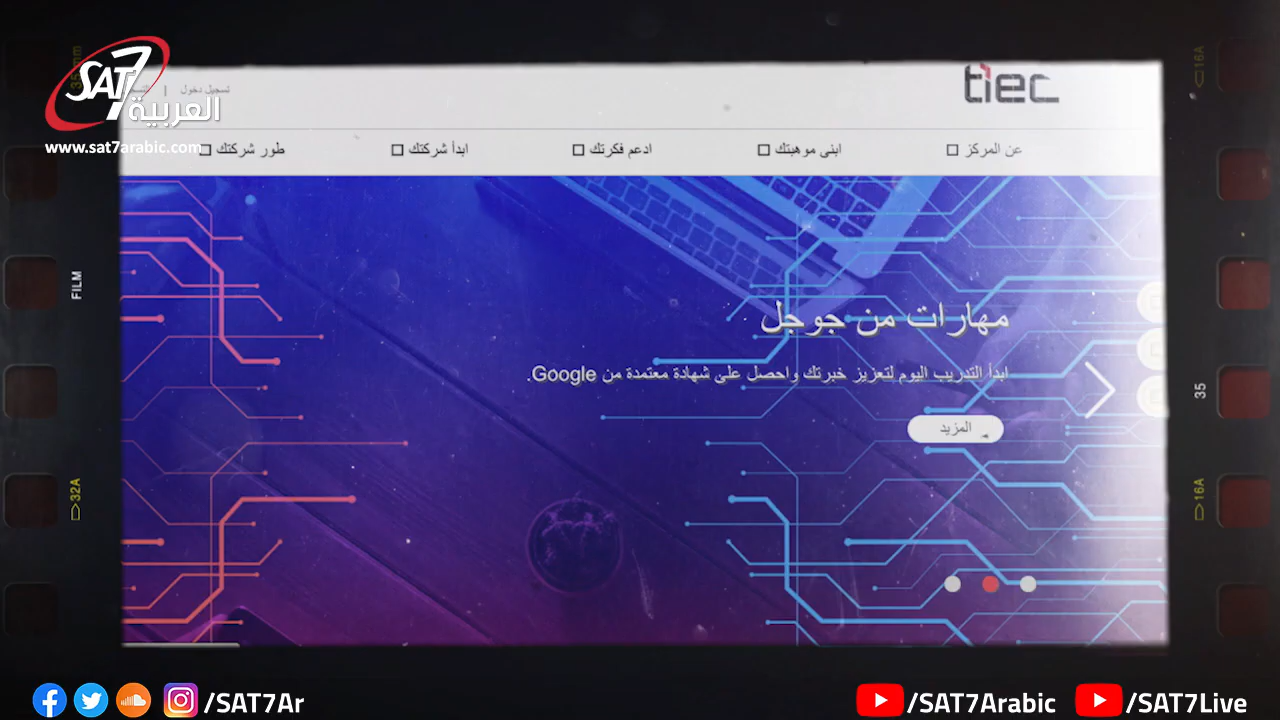 SAT7
العربية
www.sat7arabic.com
tiec
تسجيل دخول |
عن المركز
ابنى موهبتك
ادعم فكرتك
ابدأ شركتك
طور شركتك
مهارات من جوجل
ابدأ التدريب اليوم لتعزيز خبرتك واحصل على شهادة معتمدة من Google.
المزيد
FILM
32A
16A
35
16A
/SAT7Ar
/SAT7Arabic
/SAT7Live